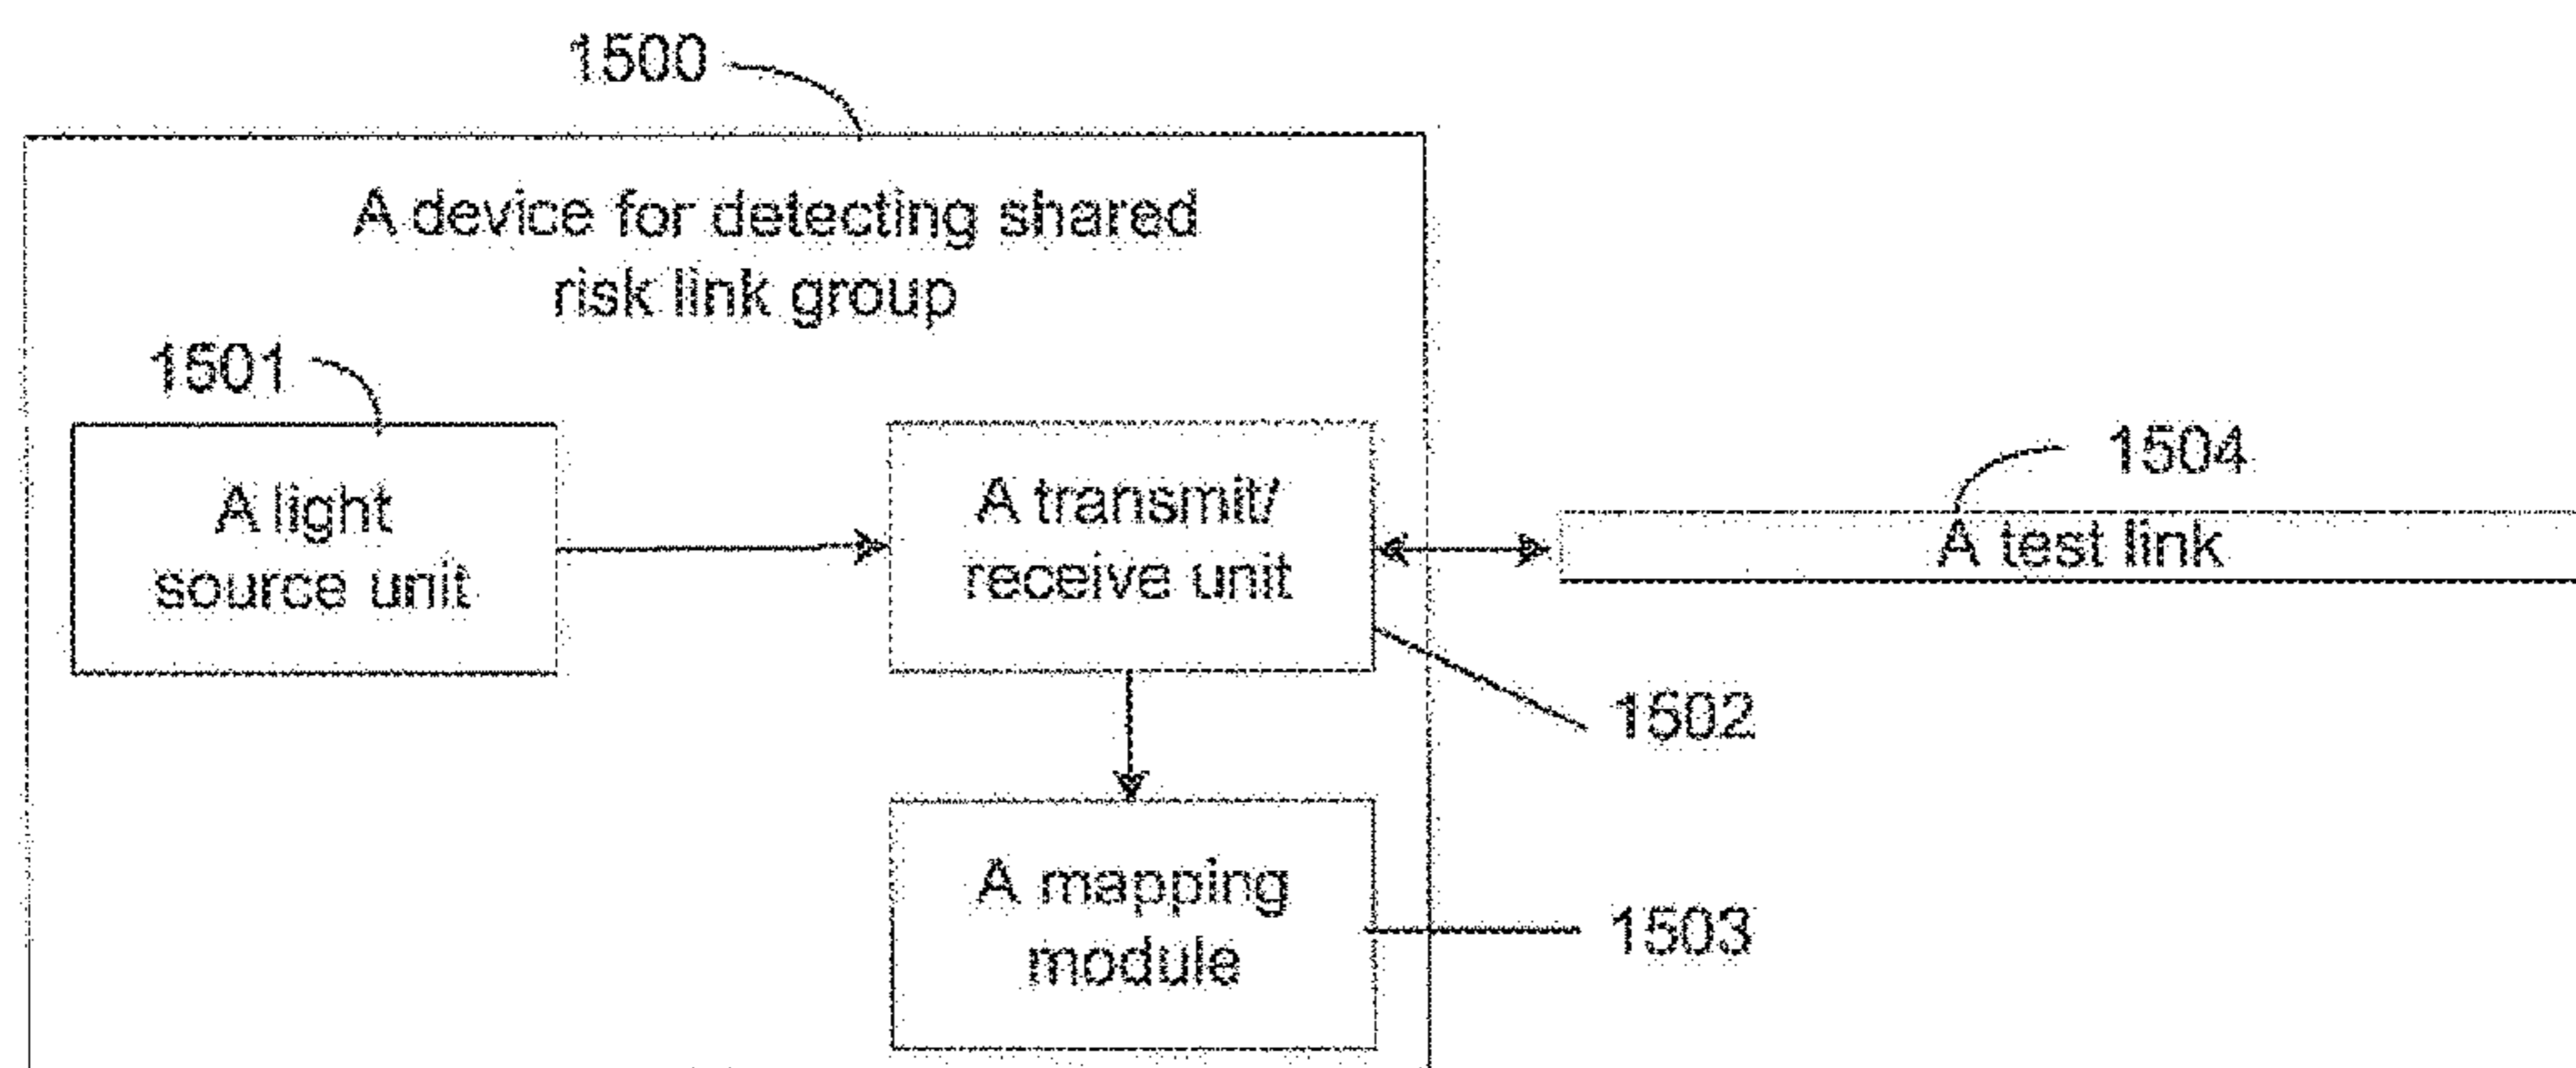 1500
A device for detecting shared
risk link group
1501
A light
source unit
A transmit/
receive unit
1504
A test link
1502
A mapping
module
1503